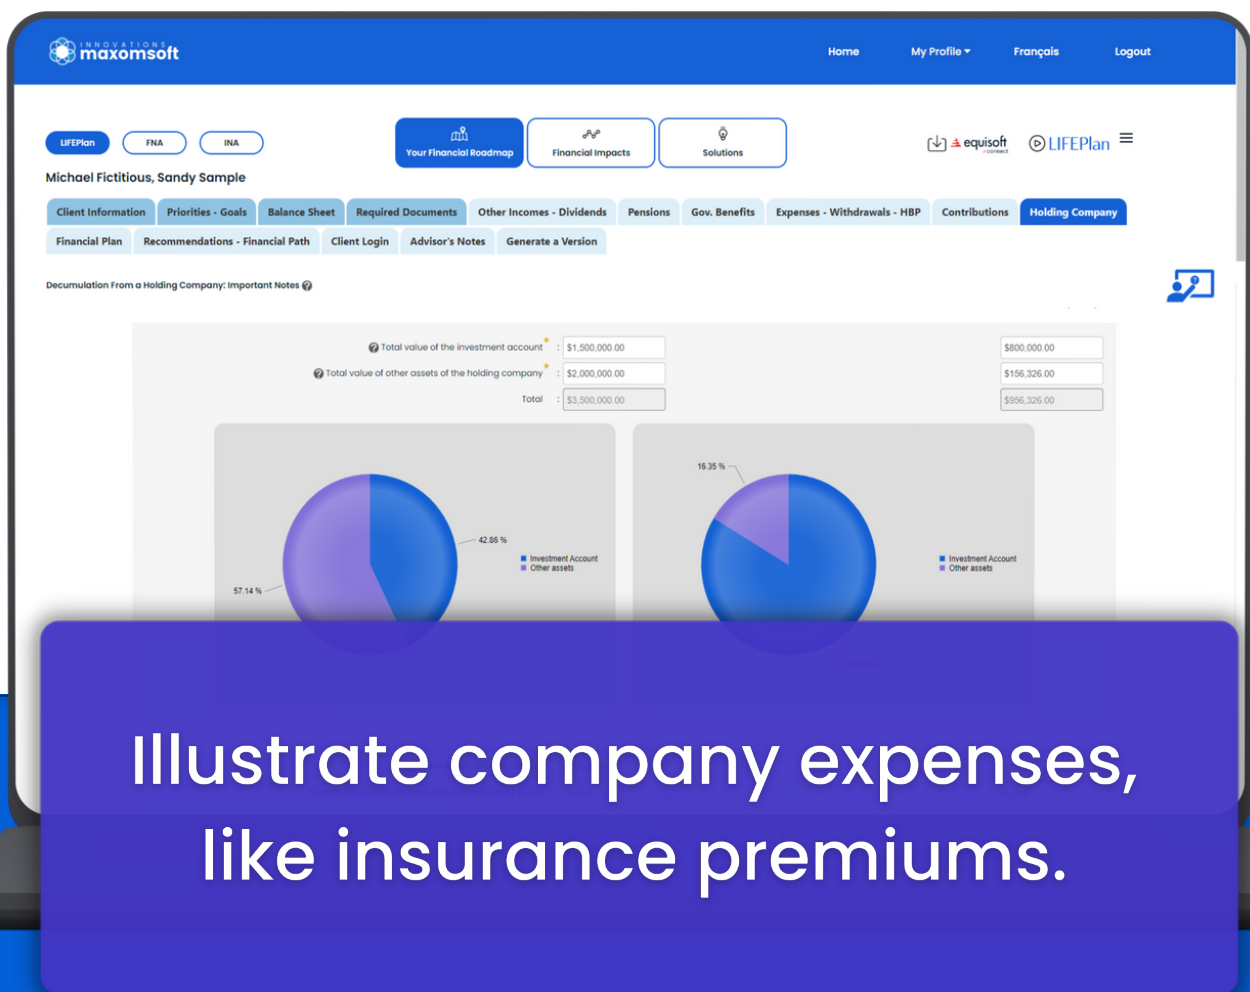 INNOVATIONS
maxomsoft
Home My Profile Français Logout
LIFEPlan FNA INA
Your Financial Roadmap Financial Impacts Solutions
equisoft
/connect
LIFEPlan
Michael Fictitious, Sandy Sample
Client Information Priorities - Goals Balance Sheet Required Documents Other Incomes - Dividends Pensions Gov. Benefits Expenses - Withdrawals - HBP Contributions Holding Company
Financial Plan Recommendations - Financial Path Client Login Advisor's Notes Generate a Version
Decumulation From a Holding Company: Important Notes
Total value of the investment account* : $1,500,000.00 $800,000.00
Total value of other assets of the holding company* : $2,000,000.00 $156,326.00
Total : $3,500,000.00 $956,326.00
16.35 %
42.86 %
Investment Account
Other assets
Investment Account
Other assets
57.14 %
Illustrate company expenses,
like insurance premiums.